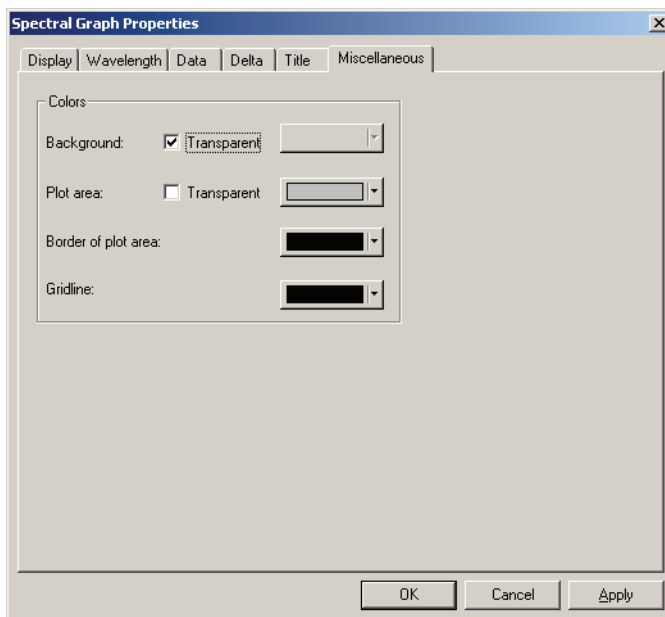 Spectral Graph Properties
Display Wavelength Data Delta Title Miscellaneous
Colors
Background: Transparent
Plot area: Transparent
Border of plot area:
Gridline:
OK Cancel Apply